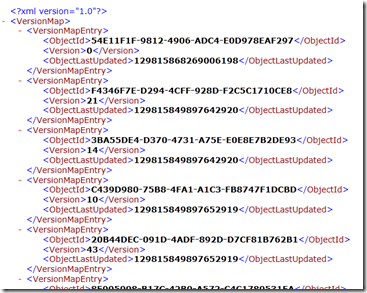 <?xml version="1.0"?>
- <VersionMap>
- <VersionMapEntry>
<ObjectId>54E11F1F-9812-4906-ADC4-E0D978EAF297</ObjectId>
<Version>0</Version>
<ObjectLastUpdated>129815868269006198</ObjectLastUpdated>
</VersionMapEntry>
- <VersionMapEntry>
<ObjectId>F4346F7E-D294-4CFF-928D-F2C5C1710CE8</ObjectId>
<Version>21</Version>
<ObjectLastUpdated>129815849897642920</ObjectLastUpdated>
</VersionMapEntry>
- <VersionMapEntry>
<ObjectId>3BA55DE4-D370-4731-A75E-E0E8E7B2DE93</ObjectId>
<Version>14</Version>
<ObjectLastUpdated>129815849897642920</ObjectLastUpdated>
</VersionMapEntry>
- <VersionMapEntry>
<ObjectId>C439D980-75B8-4FA1-A1C3-FB8747F1DCBD</ObjectId>
<Version>10</Version>
<ObjectLastUpdated>129815849897652919</ObjectLastUpdated>
</VersionMapEntry>
- <VersionMapEntry>
<ObjectId>20B44DEC-091D-4ADF-892D-D7CF81B762B1</ObjectId>
<Version>43</Version>
<ObjectLastUpdated>129815849897652919</ObjectLastUpdated>
</VersionMapEntry>
- <VersionMapEntry>